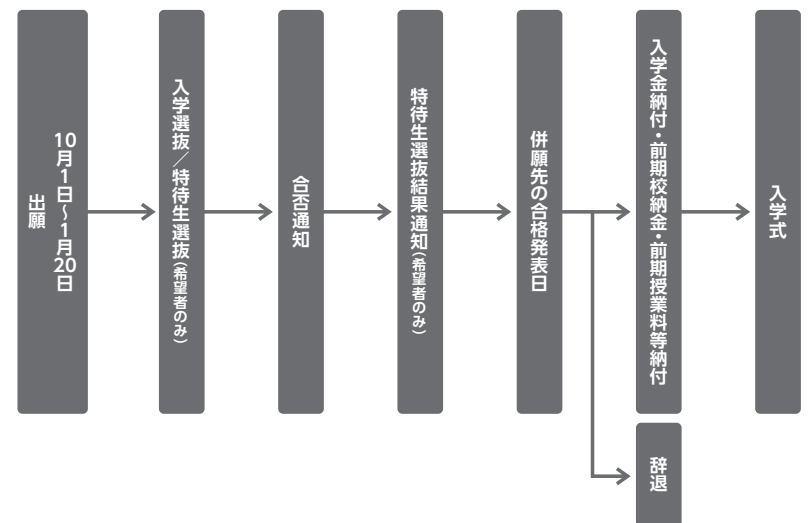 10月1日~1月20日
出願
入学選抜/特待生選抜(希望者のみ)
合否通知
特待生選抜結果通知(希望者のみ)
併願先の合格発表日
入学金納付・前期校納金・前期授業料等納付
入学式
辞退